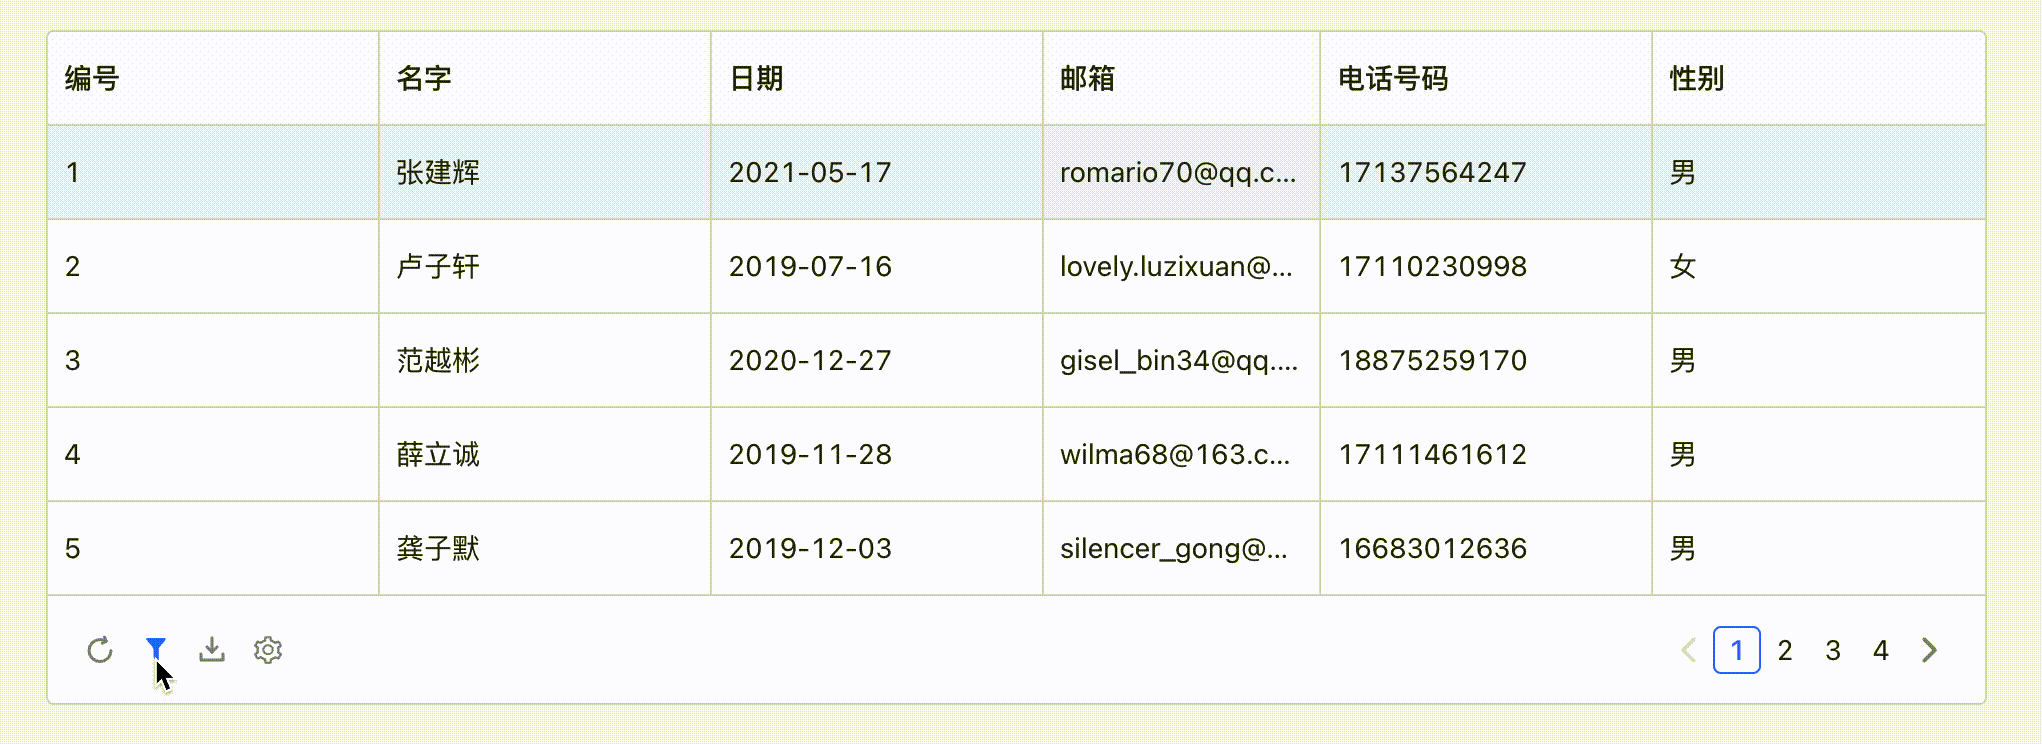 编号 名字 日期 邮箱 电话号码 性别
1 张建辉 2021-05-17 romario70@qq.c... 17137564247 男
2 卢子轩 2019-07-16 lovely.luzixuan@... 17110230998 女
3 范越彬 2020-12-27 gisel_bin34@qq.... 18875259170 男
4 薛立诚 2019-11-28 wilma68@163.c... 17111461612 男
5 龚子默 2019-12-03 silencer_gong@... 16683012636 男
1 2 3 4